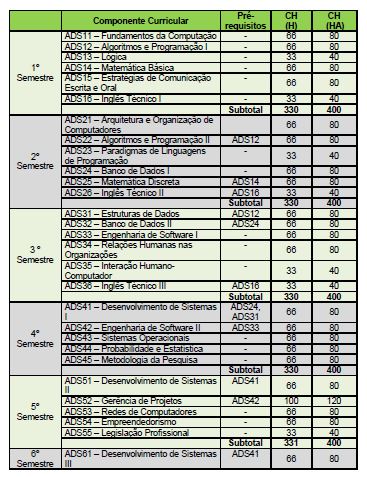 Componente Curricular Pré-requisitos CH (H) CH (HA)
1º Semestre
ADS11 – Fundamentos da Computação - 66 80
ADS12 – Algoritmos e Programação I - 66 80
ADS13 – Lógica - 33 40
ADS14 – Matemática Básica - 66 80
ADS15 – Estratégias de Comunicação
Escrita e Oral - 66 80
ADS16 – Inglês Técnico I - 33 40
Subtotal 330 400
2º Semestre
ADS21 – Arquitetura e Organização de
Computadores 66 80
ADS22 – Algoritmos e Programação II ADS12 66 80
ADS23 – Paradigmas de Linguagens
de Programação - 33 40
ADS24 – Banco de Dados I - 66 80
ADS25 – Matemática Discreta ADS14 66 80
ADS26 – Inglês Técnico II ADS16 33 40
Subtotal 330 400
3 º Semestre
ADS31 – Estruturas de Dados ADS12 66 80
ADS32 – Banco de Dados II ADS24 66 80
ADS33 – Engenharia de Software I - 66 80
ADS34 – Relações Humanas nas
Organizações - 66 80
ADS35 – Interação Humano-
Computador - 33 40
ADS36 – Inglês Técnico III ADS16 33 40
Subtotal 330 400
4º Semestre
ADS41 – Desenvolvimento de Sistemas
I ADS24, ADS31 66 80
ADS42 – Engenharia de Software II ADS33 66 80
ADS43 – Sistemas Operacionais - 66 80
ADS44 – Probabilidade e Estatística - 66 80
ADS45 – Metodologia da Pesquisa - 66 80
Subtotal 330 400
5º Semestre
ADS51 – Desenvolvimento de Sistemas
II ADS41 66 80
ADS52 – Gerência de Projetos ADS42 100 120
ADS53 – Redes de Computadores - 66 80
ADS54 – Empreendedorismo - 66 80
ADS55 – Legislação Profissional - 33 40
Subtotal 331 400
6º Semestre
ADS61 – Desenvolvimento de Sistemas
III ADS41 66 80